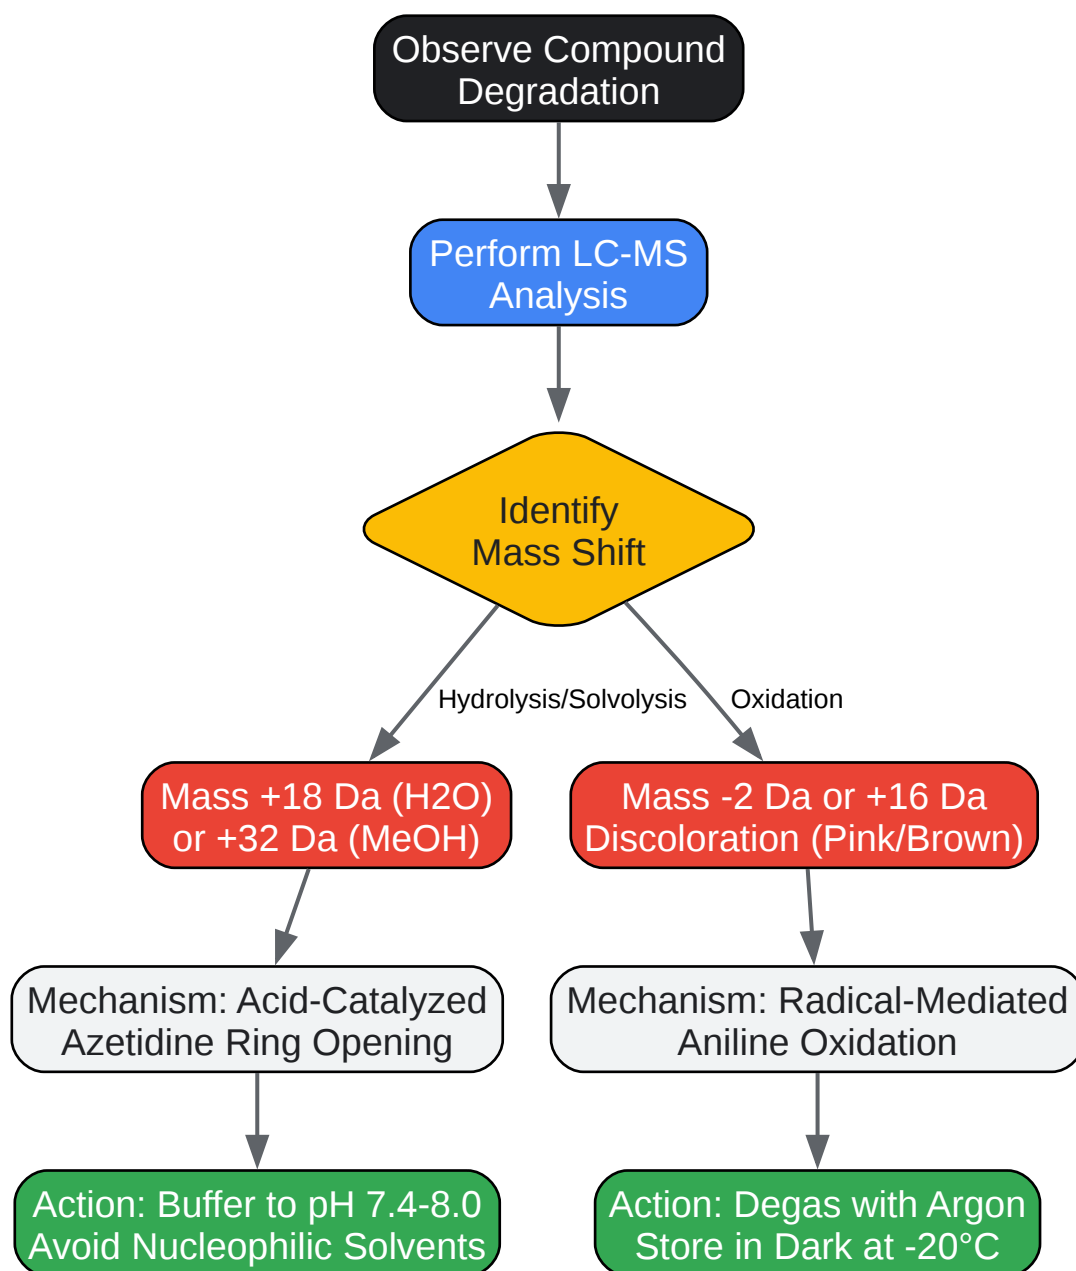 Observe Compound
Degradation
Perform LC-MS
Analysis
Identify
Mass Shift
Hydrolysis/Solvolysis
Oxidation
Mass +18 Da (H2O)
or +32 Da (MeOH)
Mass -2 Da or +16 Da
Discoloration (Pink/Brown)
Mechanism: Acid-Catalyzed
Azetidine Ring Opening
Mechanism: Radical-Mediated
Aniline Oxidation
Action: Buffer to pH 7.4-8.0
Avoid Nucleophilic Solvents
Action: Degas with Argon
Store in Dark at -20°C